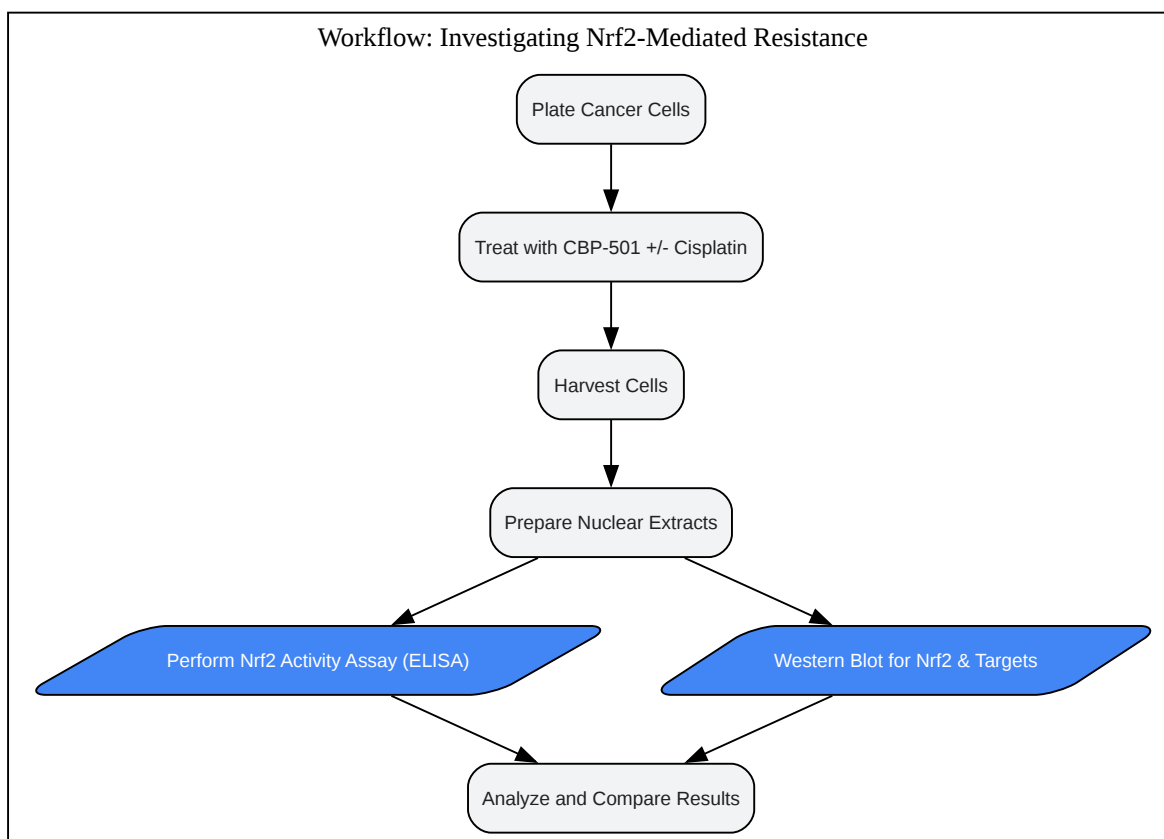 Workflow: Investigating Nrf2-Mediated Resistance
Plate Cancer Cells
Treat with CBP-501 +/- Cisplatin
Harvest Cells
Prepare Nuclear Extracts
Perform Nrf2 Activity Assay (ELISA)
Western Blot for Nrf2 & Targets
Analyze and Compare Results